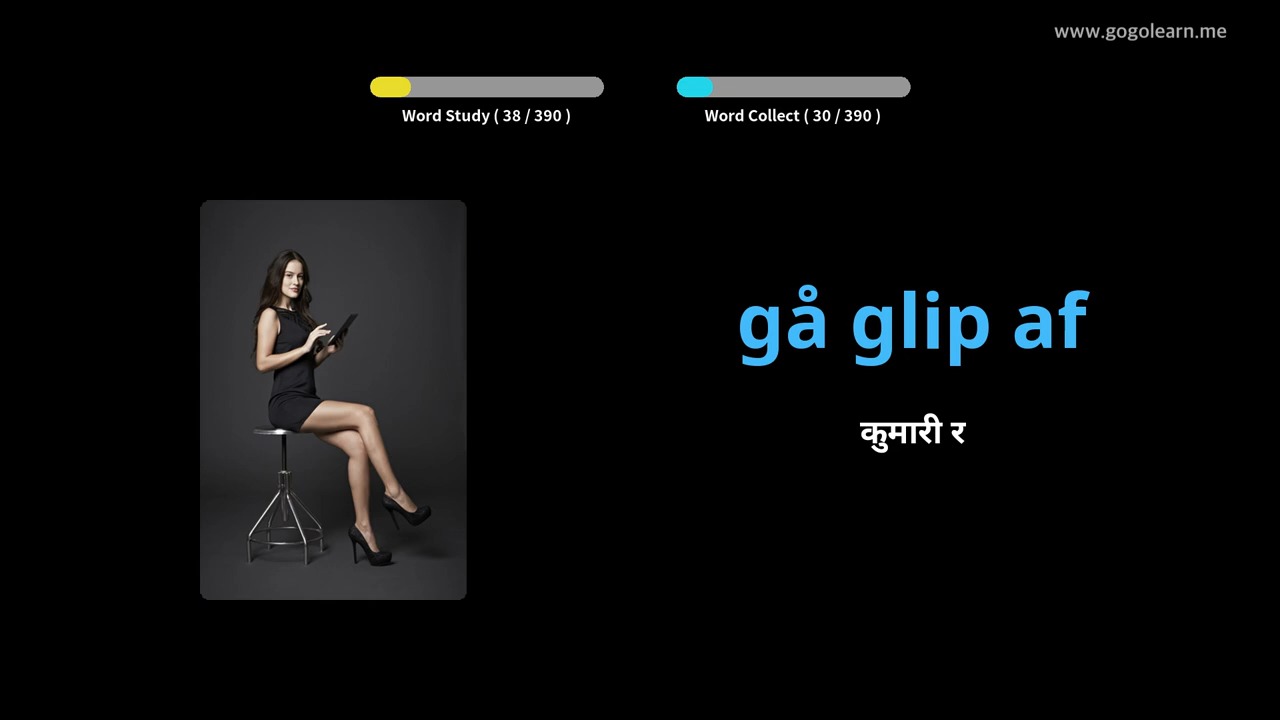 www.gogolearn.me
Word Study ( 38 / 390 )
Word Collect ( 30 / 390 )
gå glip af
कुमारी र